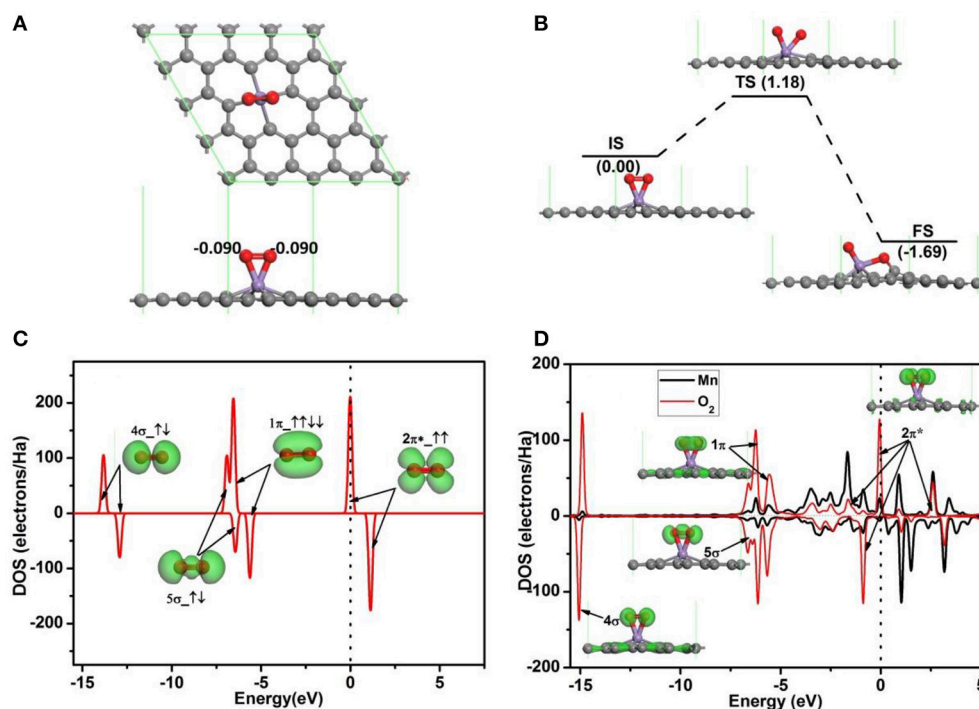 A
-0.090 -0.090
B
TS (1.18)
IS
(0.00)
FS
(-1.69)
C
DOS (electrons/Ha)
200
100
0
-100
-200
4σ_↑↓
1π_↑↑↓↓
2π*_↑↑
5σ_↑↓
-15 -10 -5 0 5
Energy(eV)
D
DOS (electrons/Ha)
200
100
0
-100
-200
Mn
O₂
1π
2π*
5σ
4σ
-15 -10 -5 0 5
Energy (eV)